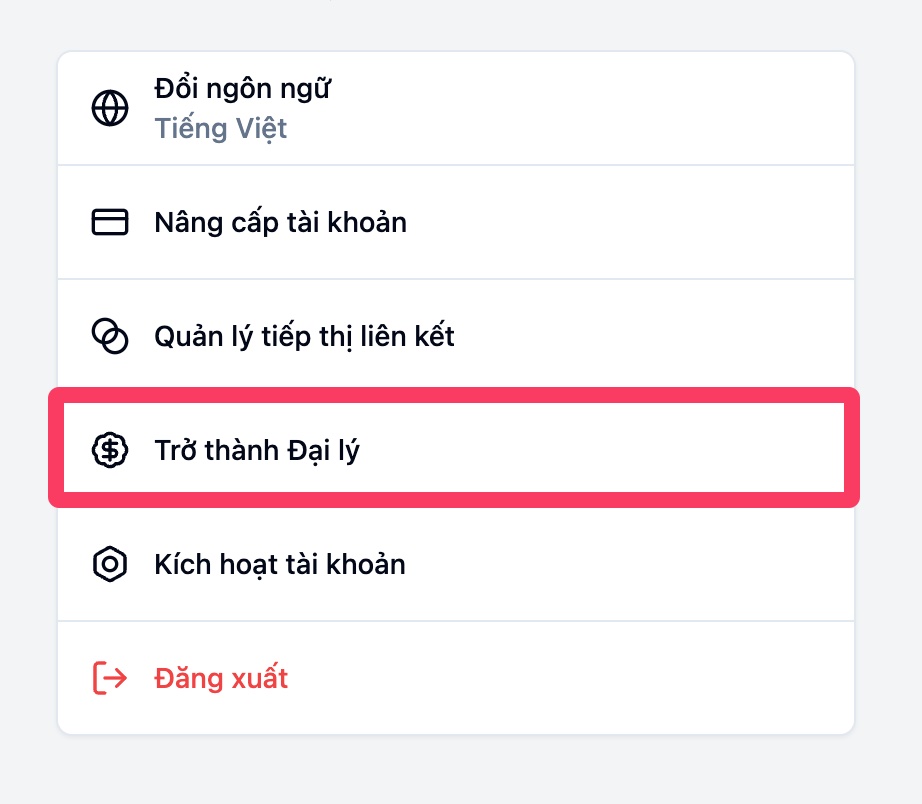 Đổi ngôn ngữ
Tiếng Việt
Nâng cấp tài khoản
Quản lý tiếp thị liên kết
Trở thành Đại lý
Kích hoạt tài khoản
Đăng xuất